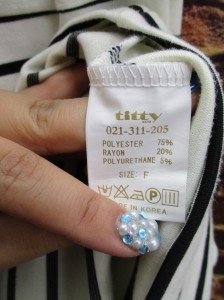 titty
021-311-205
POLYESTER 75%
RAYON 20%
POLYURETHANE 5%
SIZE: F
MADE IN KOREA